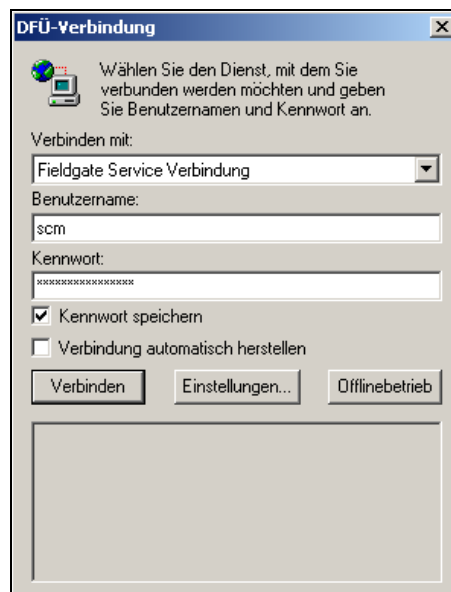 DFÜ-Verbindung
Wählen Sie den Dienst, mit dem Sie
verbunden werden möchten und geben
Sie Benutzernamen und Kennwort an.
Verbinden mit:
Fieldgate Service Verbindung
Benutzername:
scm
Kennwort:
xxxxxxxxxxxxxxxx
Kennwort speichern
Verbindung automatisch herstellen
Verbinden Einstellungen... Offlinebetrieb